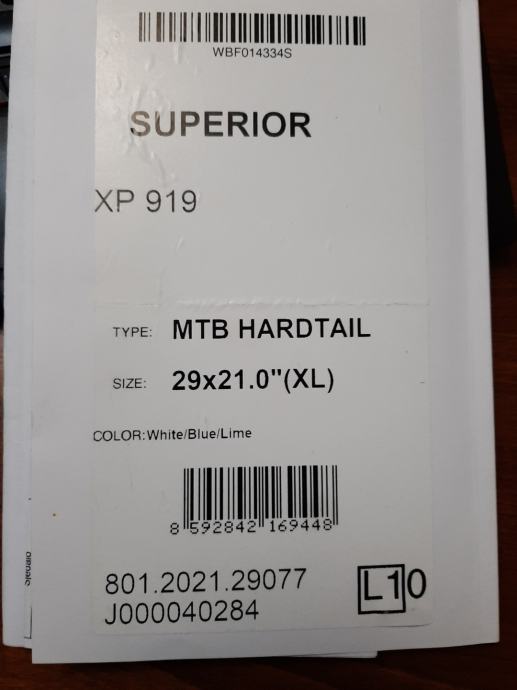 WBF014334S
SUPERIOR
XP 919
TYPE: MTB HARDTAIL
SIZE: 29x21.0"(XL)
COLOR:White/Blue/Lime
8 592842 169448
801.2021.29077
J000040284
L10